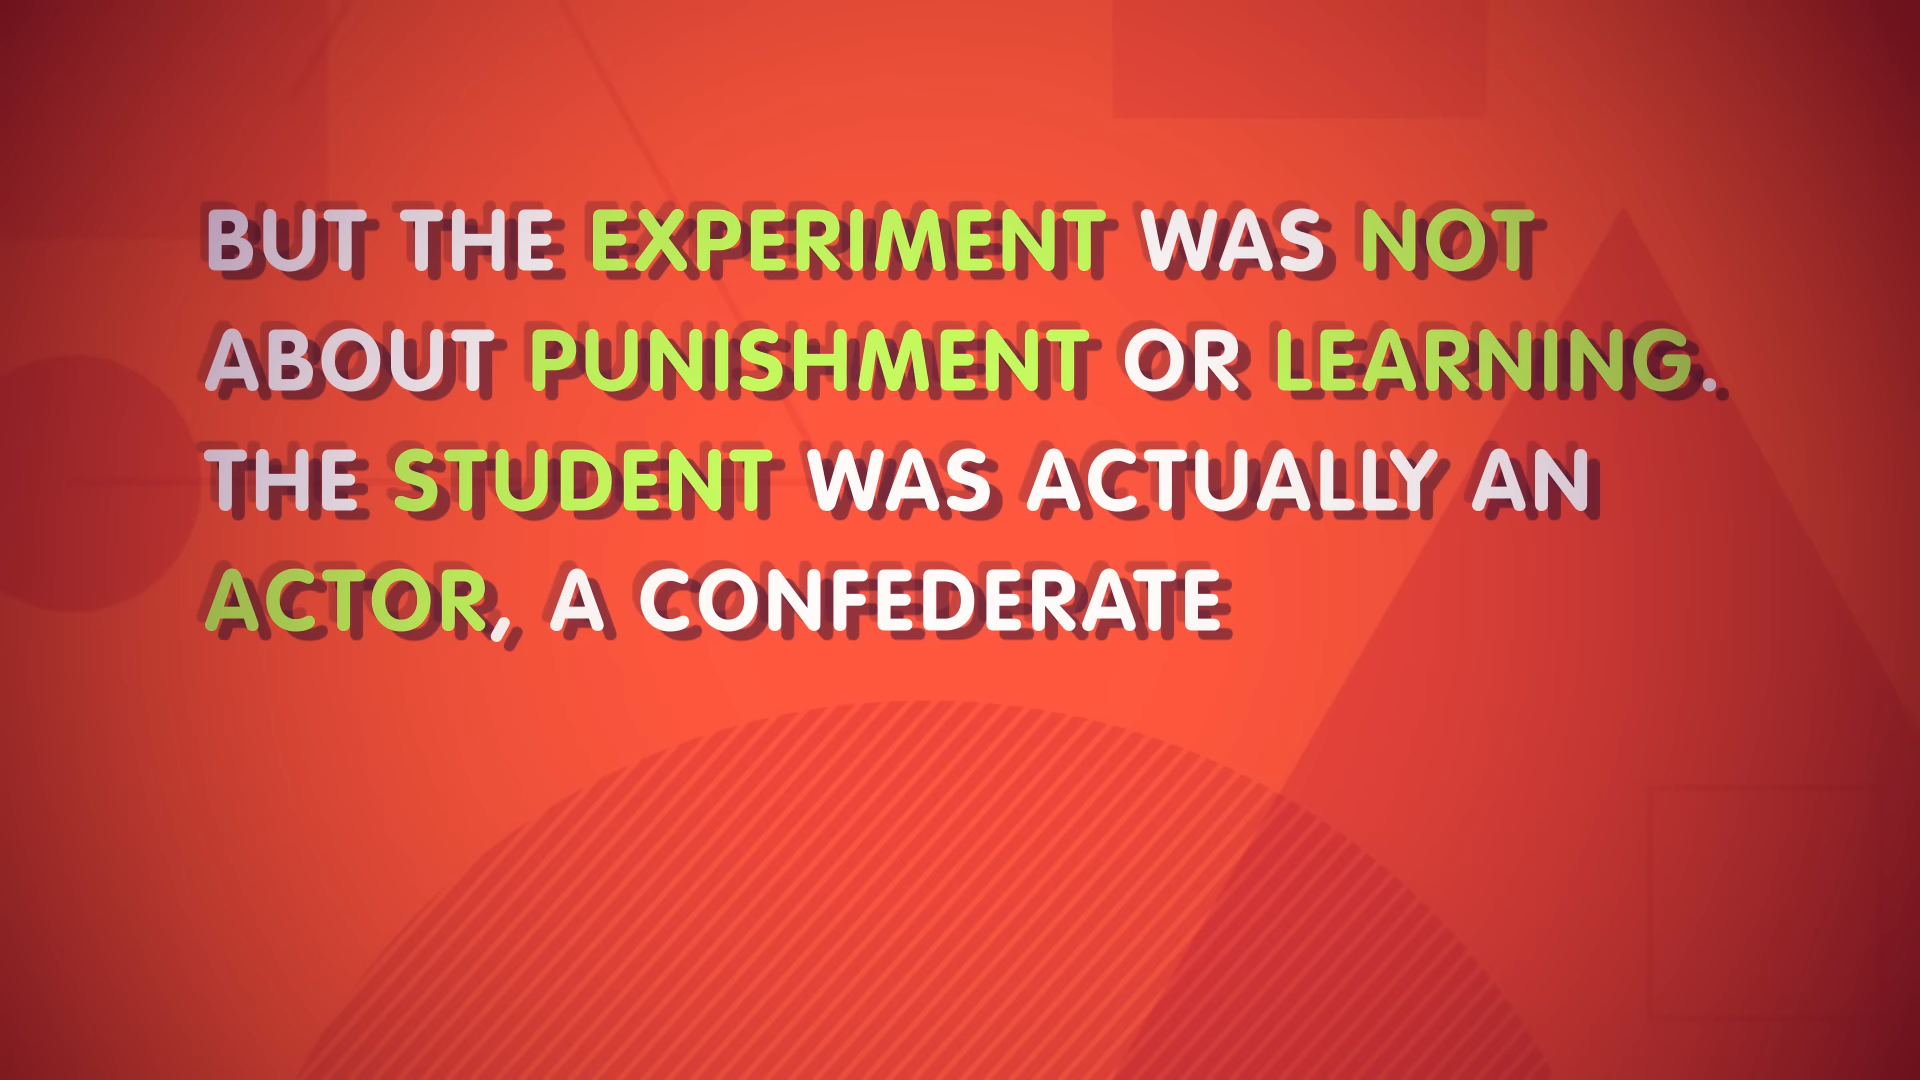 BUT THE EXPERIMENT WAS NOT
ABOUT PUNISHMENT OR LEARNING.
THE STUDENT WAS ACTUALLY AN
ACTOR, A CONFEDERATE